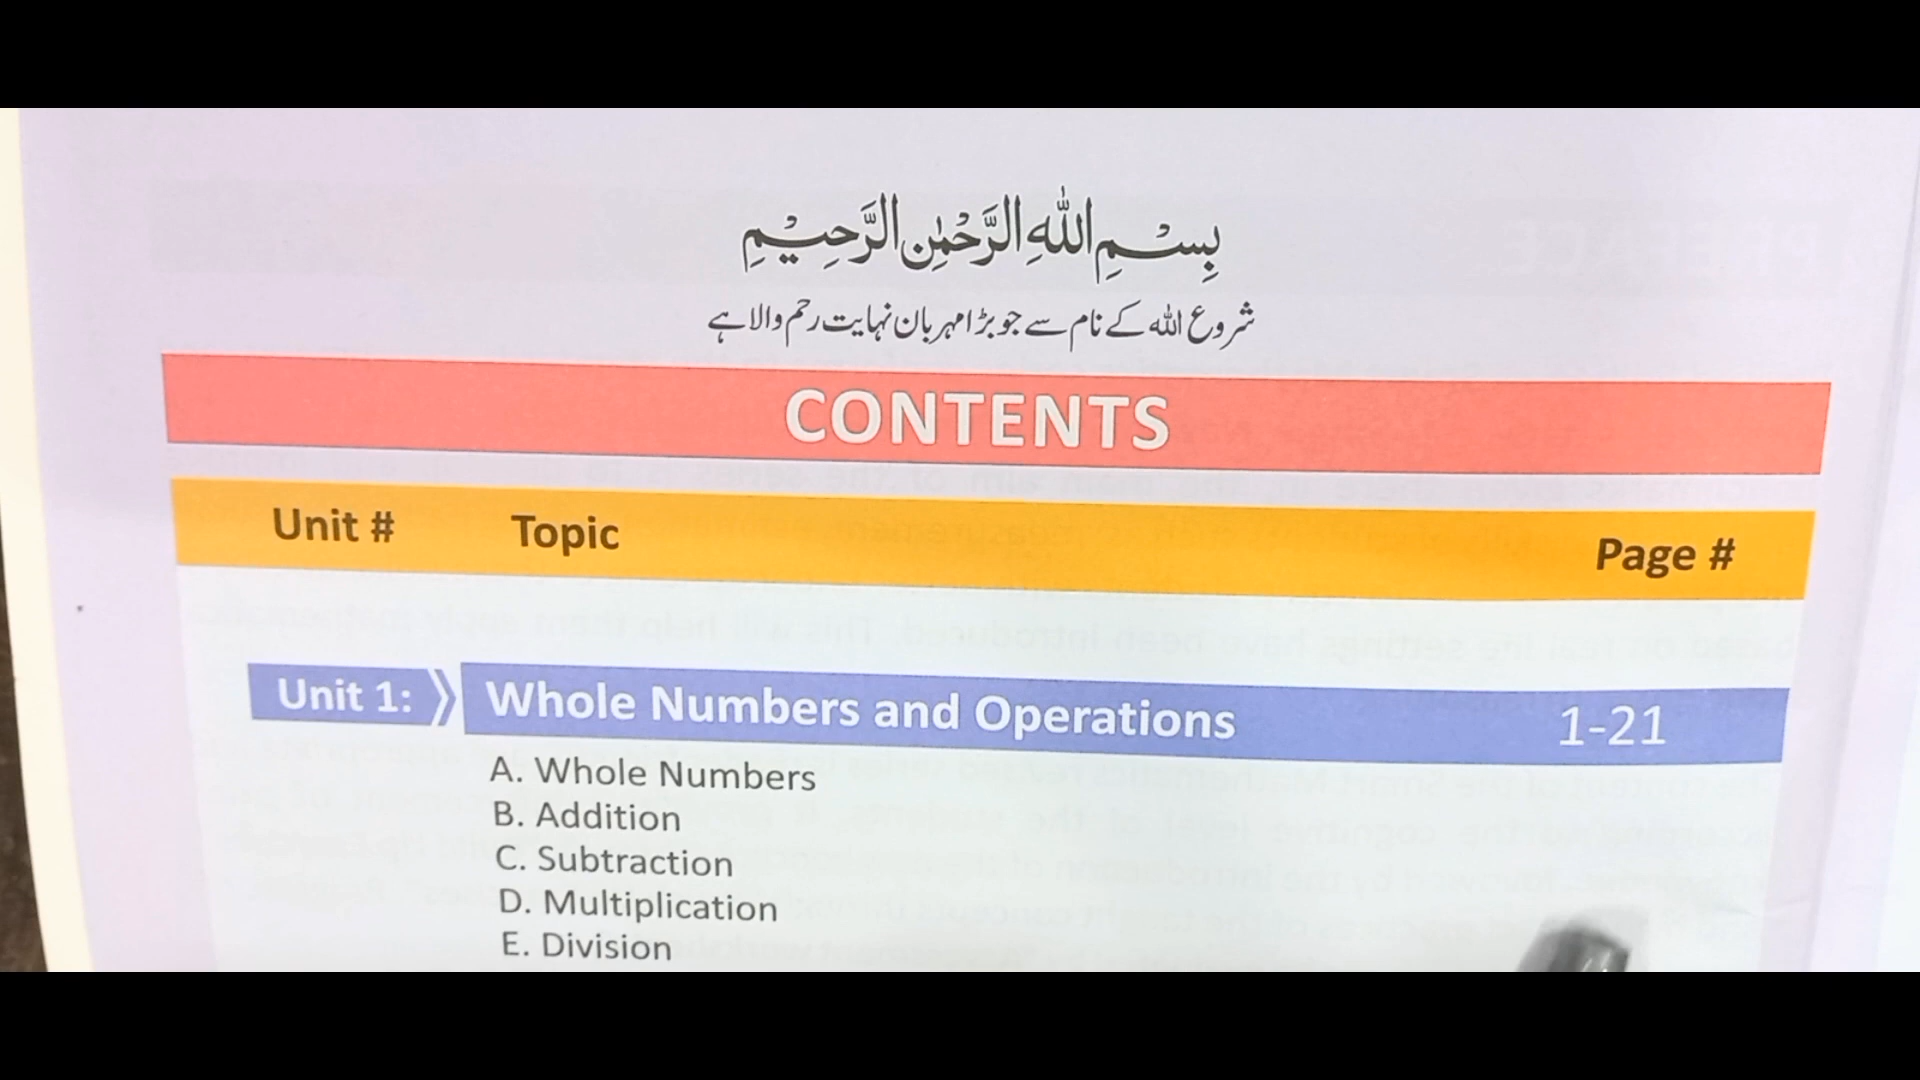 بِسْمِ اللّٰهِ الرَّحْمٰنِ الرَّحِيْمِ
شروع اللہ کے نام سے جو بڑا مہربان نہایت رحم والا ہے
CONTENTS
Unit # Topic Page #
Unit 1: Whole Numbers and Operations 1-21
A. Whole Numbers
B. Addition
C. Subtraction
D. Multiplication
E. Division